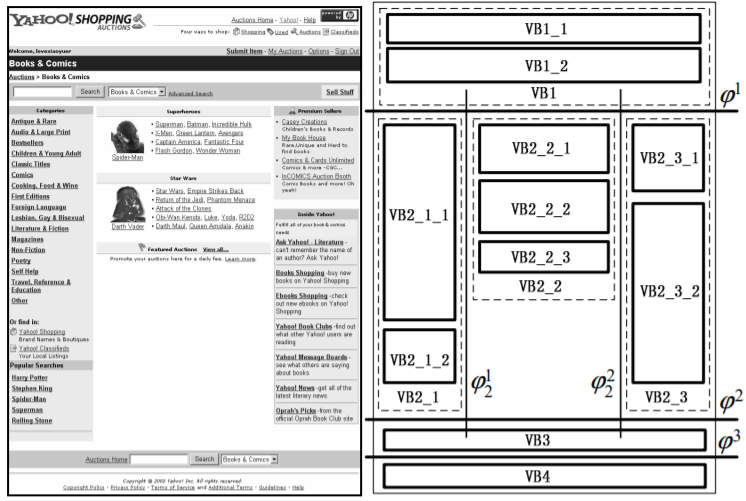 YAHOO! SHOPPING
AUCTIONS
Auctions Home - Yahoo! - Help
powered by hp
Four ways to shop: Shopping Used Auctions Classifieds
Welcome, lovexiaoyuer
Submit Item - My Auctions - Options - Sign Out
Books & Comics
Auctions > Books & Comics
Search Books & Comics Advanced Search
Sell Stuff
Categories
Antique & Rare
Audio & Large Print
Bestsellers
Children & Young Adult
Classic Titles
Comics
Cooking, Food & Wine
First Editions
Foreign Language
Lesbian, Gay & Bisexual
Literature & Fiction
Magazines
Non-Fiction
Poetry
Self Help
Travel, Reference &
Education
Other
Or find in:
Yahoo! Shopping
Brand Names & Boutiques
Yahoo! Classifieds
Your Local Listings
Popular Searches
Harry Potter
Stephen King
Spider-Man
Superman
Rolling Stone
Superheroes
Spider-Man
• Superman, Batman, Incredible Hulk
• X-Men, Green Lantern, Avengers
• Captain America, Fantastic Four
• Flash Gordon, Wonder Woman
Star Wars
Darth Vader
• Star Wars, Empire Strikes Back
• Return of the Jedi, Phantom Menace
• Attack of the Clones
• Obi-Wan Kenobi, Luke, Yoda, R2D2
• Darth Maul, Queen Amidala, Anakin
Featured Auctions View all...
Promote your auctions here for a daily fee. Learn more.
Premium Sellers
• Casey Creations
Children's Books & Records
• My Book House
Rare,Unique and Hard to
find books
• Comics & Cards Unlimited
Comics & more -CGC...
• InCOMICS Auction Booth
Comic Books and more! Oh
yeah!
Inside Yahoo!
Fulfill all of your book & comics
needs
Ask Yahoo! - Literature -
can't remember the name of
an author? Ask Yahoo!
Books Shopping -buy new
books on Yahoo! Shopping
Ebooks Shopping -check
out new ebooks on Yahoo!
Shopping
Yahoo! Book Clubs -find out
what other Yahoo! users are
reading
Yahoo! Message Boards -
see what others are saying
about books
Yahoo! News -get all of the
latest literary news
Oprah's Picks -from the
official Oprah Book Club site
Auctions Home Search Books & Comics
Copyright © 2002 Yahoo! Inc. All rights reserved.
Copyright Policy - Privacy Policy - Terms of Service and Additional Terms - Guidelines - Help
VB1_1
VB1_2
VB1
φ¹
VB2_1_1
VB2_1_2
VB2_1
VB2_2_1
VB2_2_2
VB2_2_3
VB2_2
VB2_3_1
VB2_3_2
VB2_3
φ₂¹
φ₂²
φ²
VB3
φ³
VB4